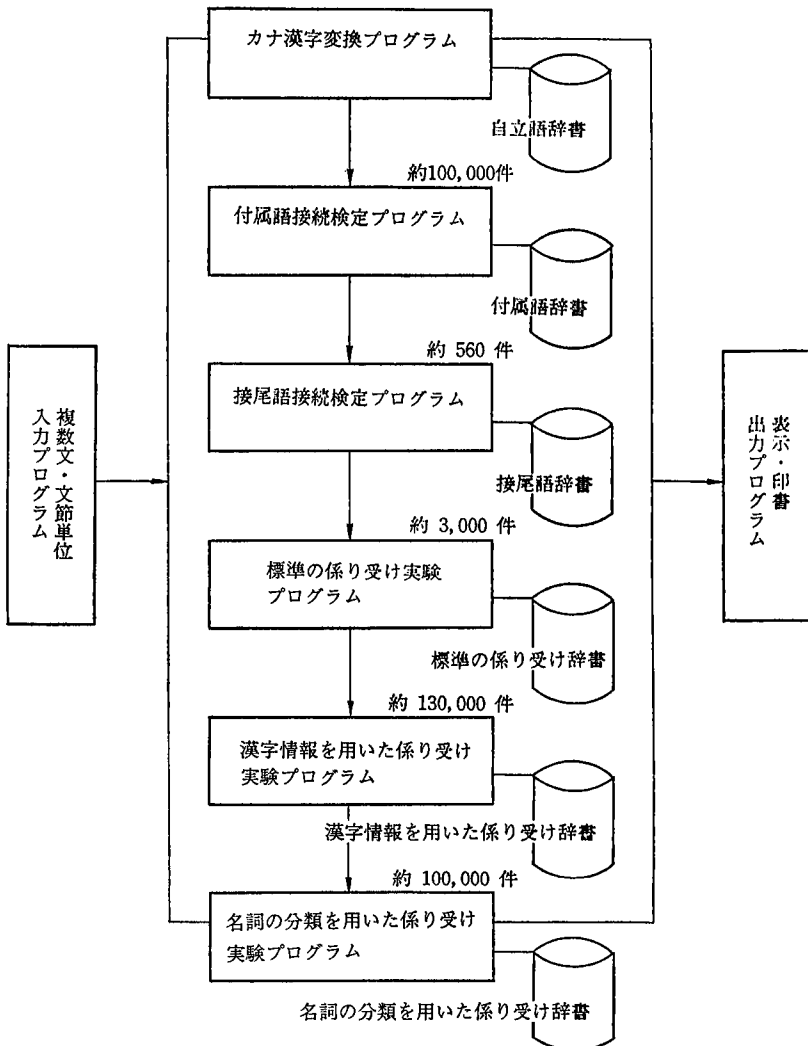 カナ漢字変換プログラム
自立語辞書
約100,000件
付属語接続検定プログラム
付属語辞書
約 560 件
接尾語接続検定プログラム
接尾語辞書
約 3,000 件
標準の係り受け実験
プログラム
標準の係り受け辞書
約 130,000 件
漢字情報を用いた係り受け
実験プログラム
漢字情報を用いた係り受け辞書
約 100,000 件
名詞の分類を用いた係り受け
実験プログラム
名詞の分類を用いた係り受け辞書
複数文・文節単位
入力プログラム
表示・印書
出力プログラム